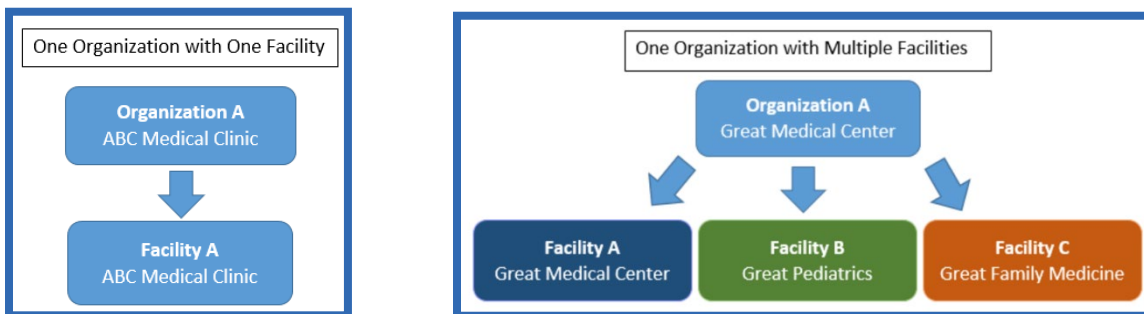 One Organization with One Facility
Organization A
ABC Medical Clinic
Facility A
ABC Medical Clinic
One Organization with Multiple Facilities
Organization A
Great Medical Center
Facility A
Great Medical Center
Facility B
Great Pediatrics
Facility C
Great Family Medicine